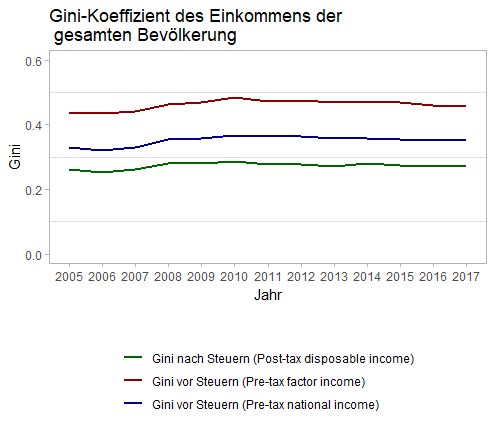 Gini-Koeffizient des Einkommens der
gesamten Bevölkerung
0.6
0.4
0.2
0.0
Gini
2005 2006 2007 2008 2009 2010 2011 2012 2013 2014 2015 2016 2017
Jahr
Gini nach Steuern (Post-tax disposable income)
Gini vor Steuern (Pre-tax factor income)
Gini vor Steuern (Pre-tax national income)